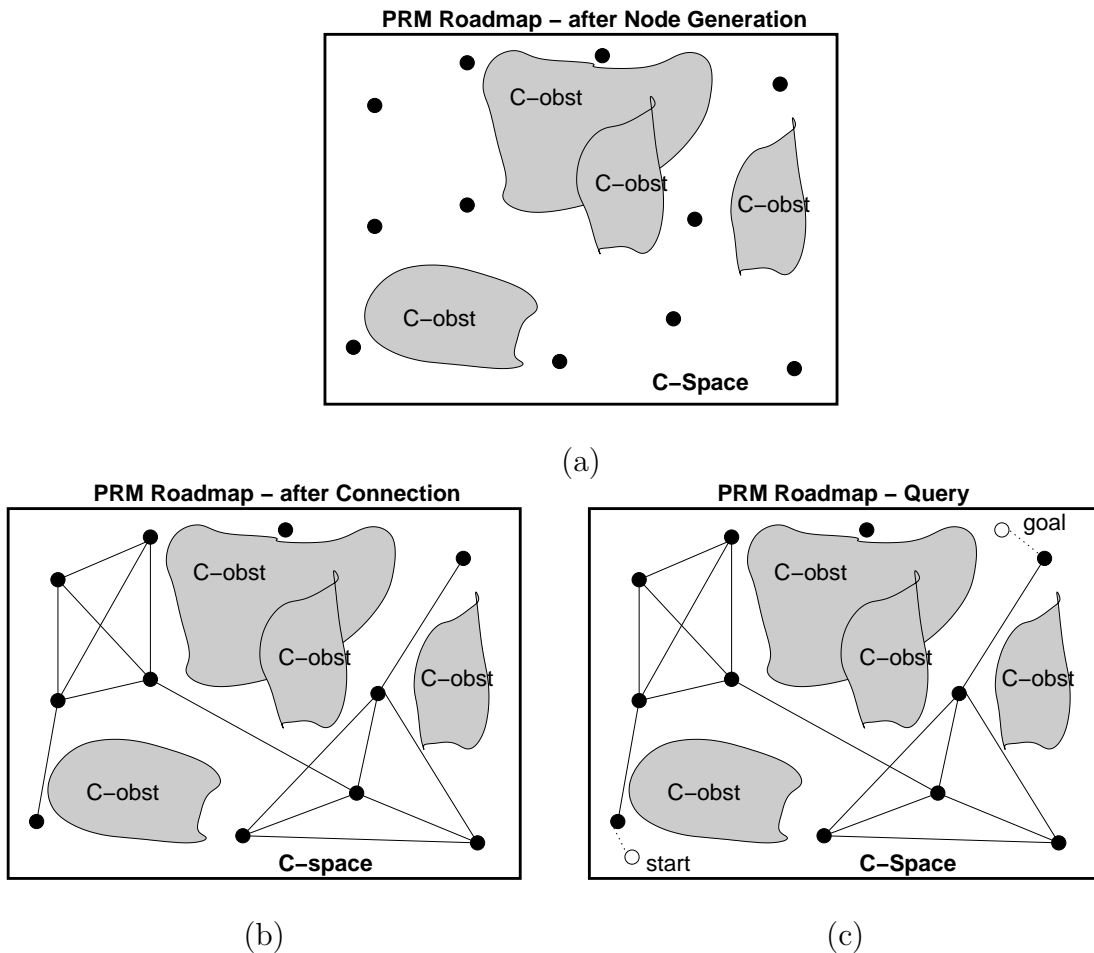 PRM Roadmap − after Node Generation
C−obst
C−obst
C−obst
C−obst
C−Space
(a)
PRM Roadmap − after Connection
C−obst
C−obst
C−obst
C−obst
C−space
(b)
PRM Roadmap − Query
goal
C−obst
C−obst
C−obst
C−obst
start
C−Space
(c)